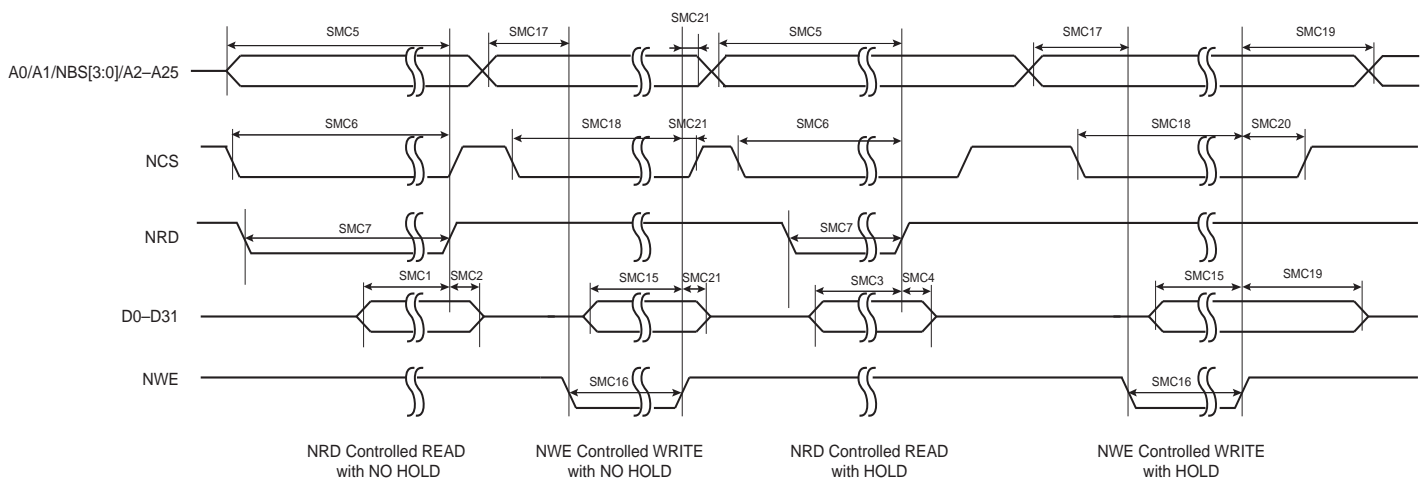 SMC21
SMC5 SMC17 SMC5 SMC17 SMC19
A0/A1/NBS[3:0]/A2–A25
SMC6 SMC18 SMC21 SMC6 SMC18 SMC20
NCS
SMC7 SMC7
NRD
SMC1 SMC2 SMC15 SMC21 SMC3 SMC4 SMC15 SMC19
D0–D31
NWE
SMC16 SMC16
NRD Controlled READ
with NO HOLD
NWE Controlled WRITE
with NO HOLD
NRD Controlled READ
with HOLD
NWE Controlled WRITE
with HOLD